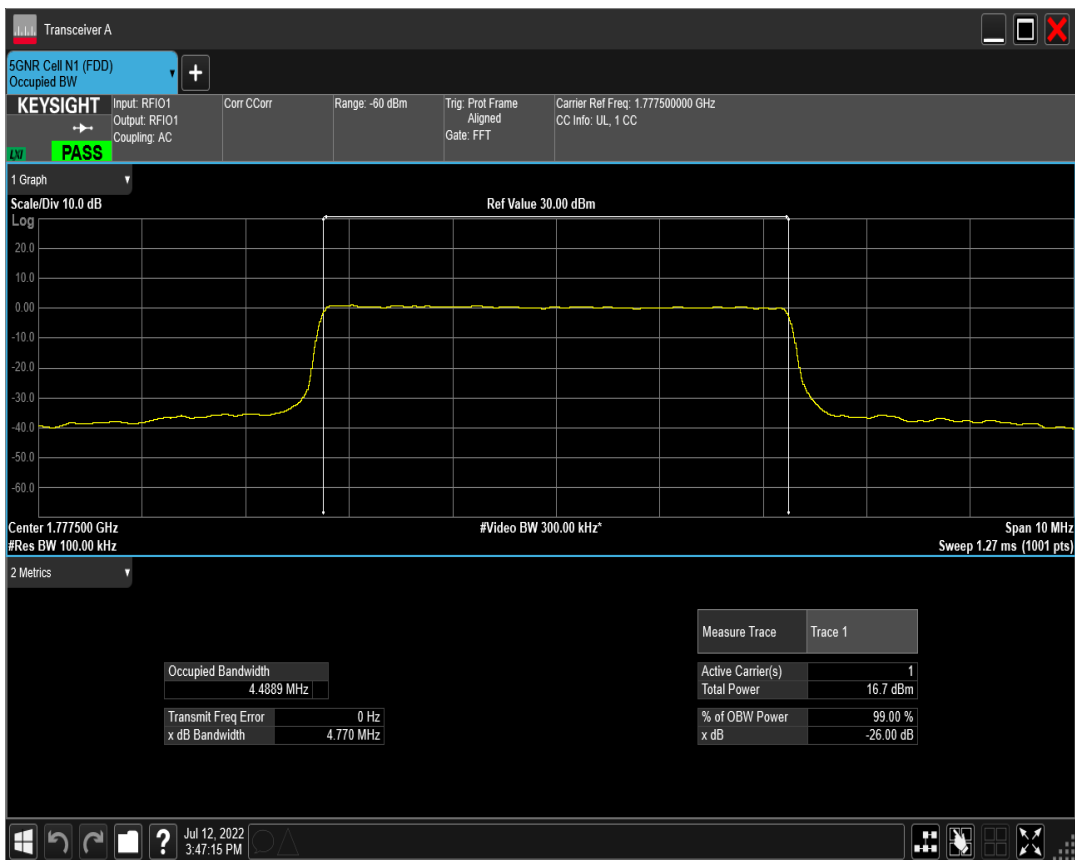 Transceiver A
5GNR Cell N1 (FDD)
Occupied BW
+
KEYSIGHT
LXI
PASS
Input: RFIO1
Output: RFIO1
Coupling: AC
Corr CCorr
Range: -60 dBm
Trig: Prot Frame
Aligned
Gate: FFT
Carrier Ref Freq: 1.777500000 GHz
CC Info: UL, 1 CC
1 Graph
Scale/Div 10.0 dB
Ref Value 30.00 dBm
Log
20.0
10.0
0.00
-10.0
-20.0
-30.0
-40.0
-50.0
-60.0
Center 1.777500 GHz
#Video BW 300.00 kHz*
Span 10 MHz
#Res BW 100.00 kHz
Sweep 1.27 ms (1001 pts)
2 Metrics
Measure Trace Trace 1
Occupied Bandwidth
4.4889 MHz
Active Carrier(s) 1
Total Power 16.7 dBm
Transmit Freq Error 0 Hz
x dB Bandwidth 4.770 MHz
% of OBW Power 99.00 %
x dB -26.00 dB
?
Jul 12, 2022
3:47:15 PM